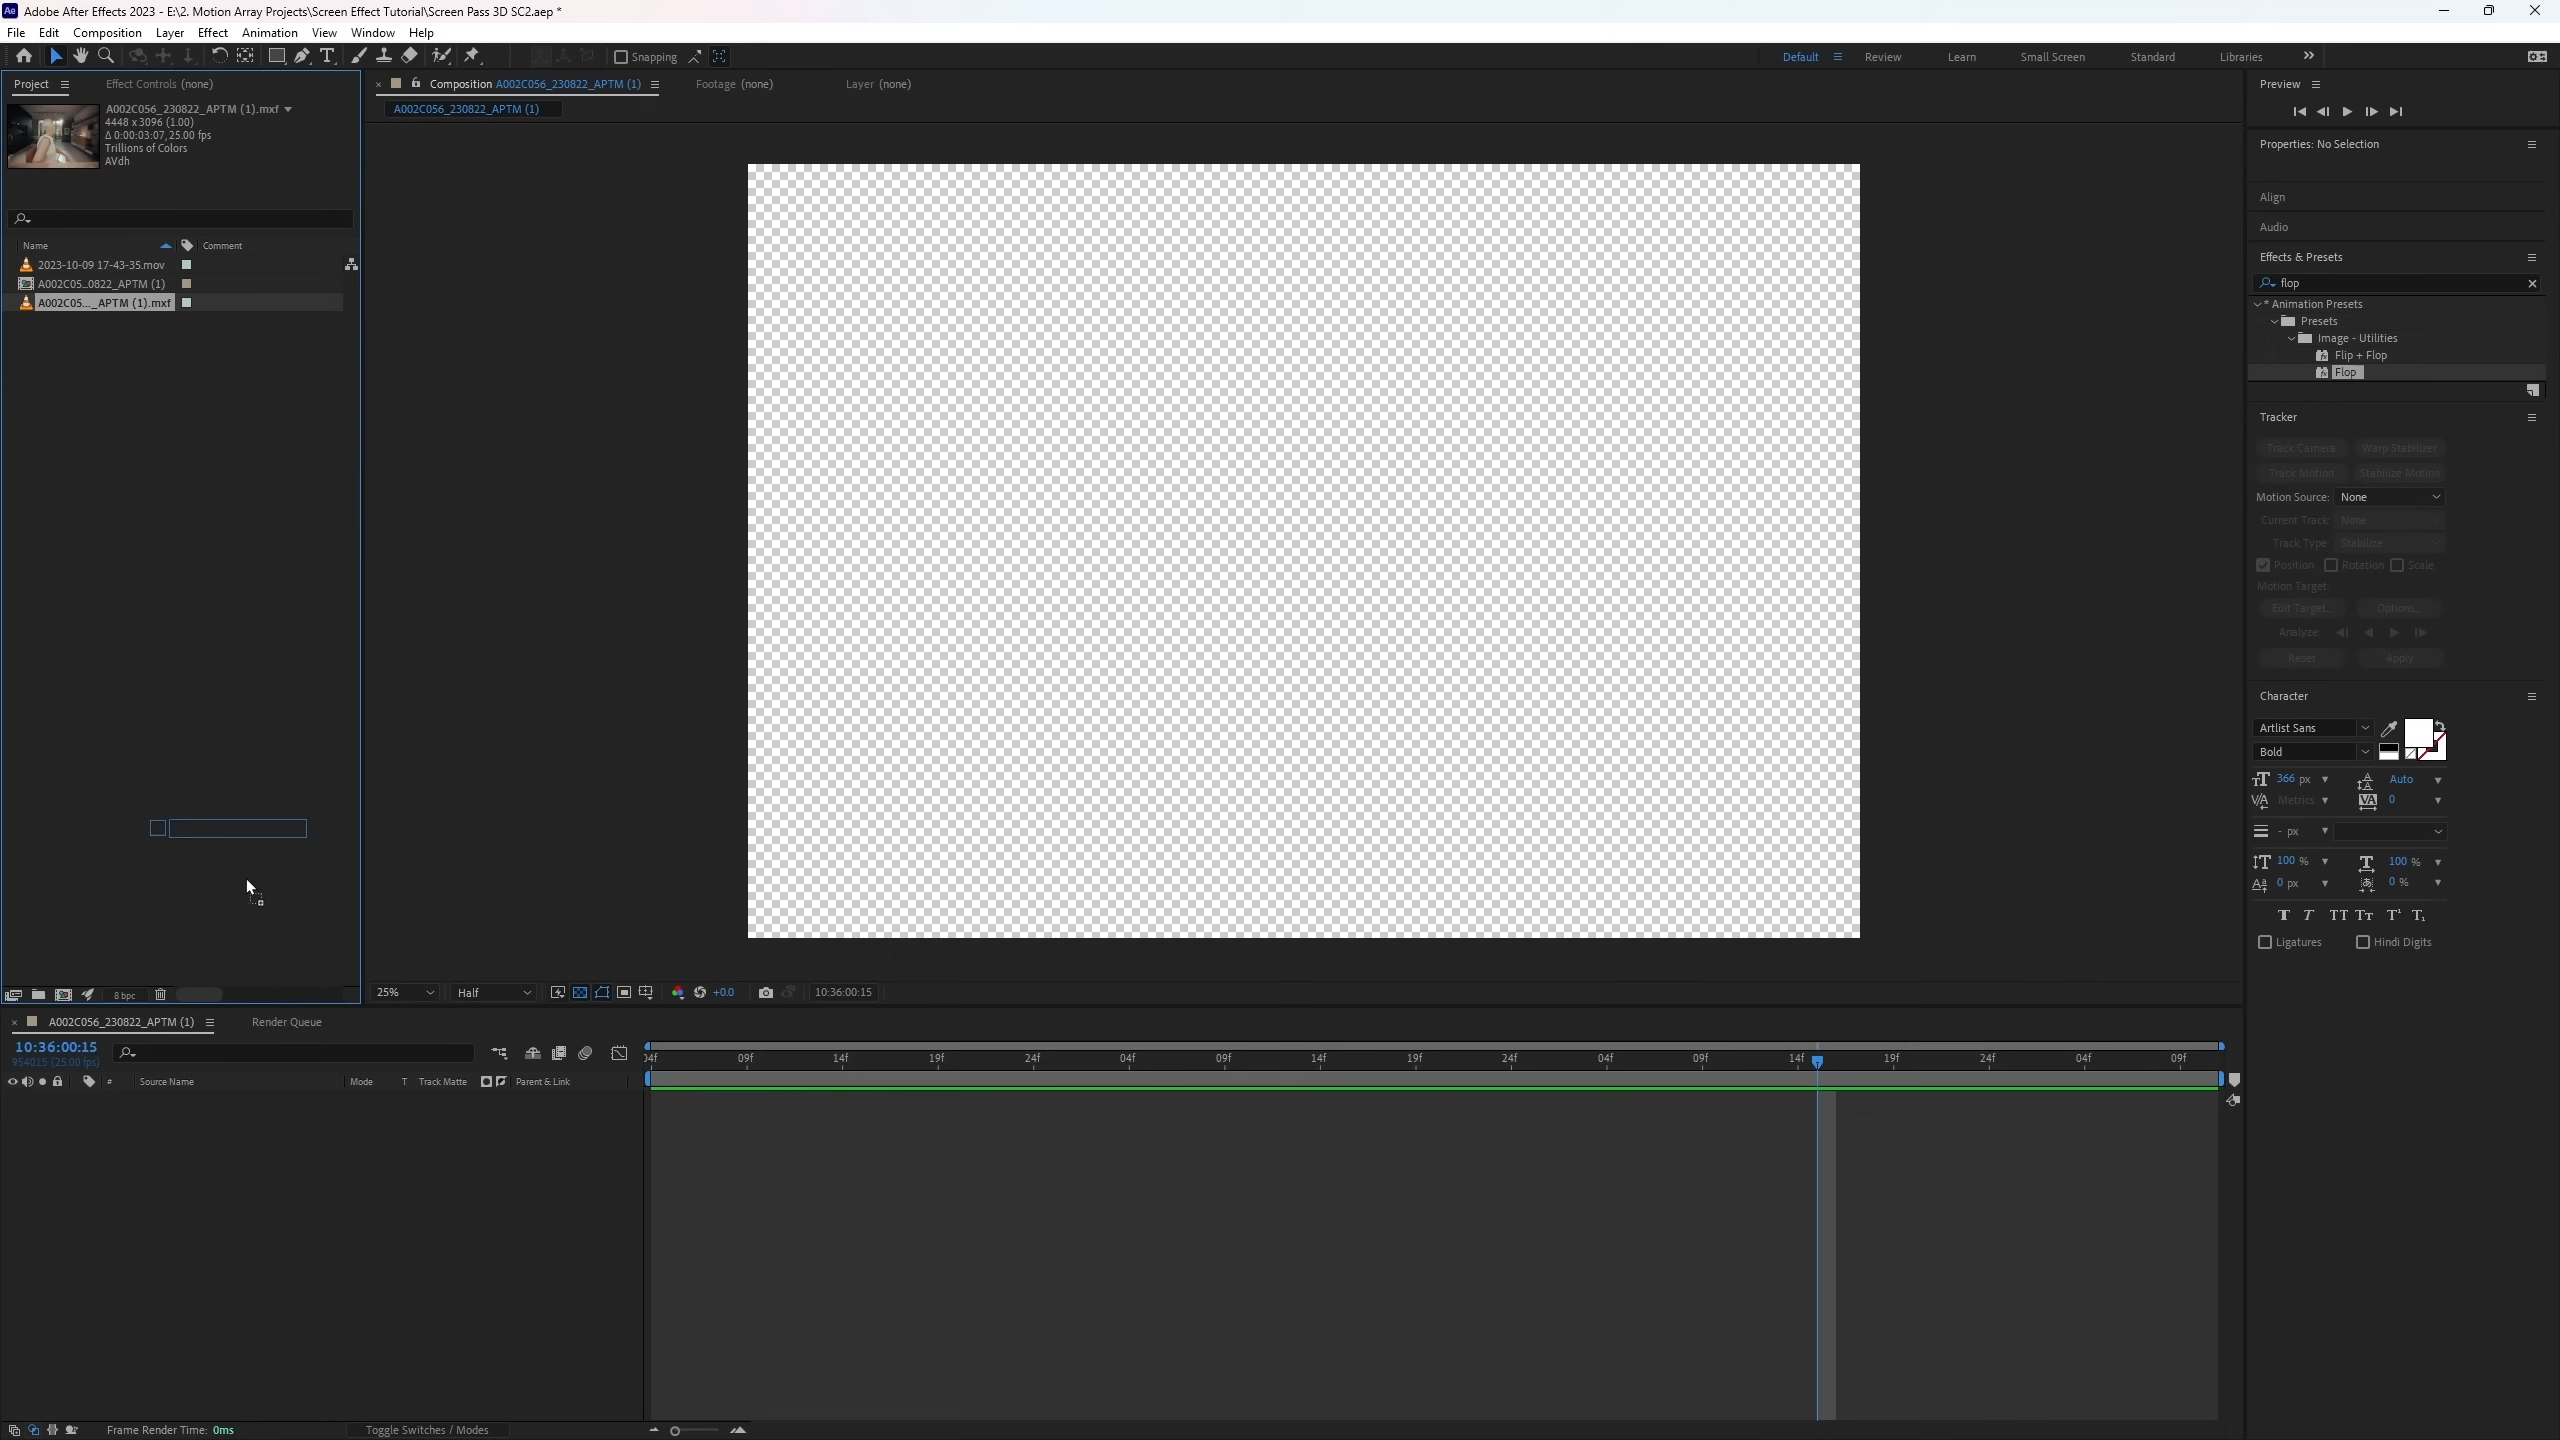 Ae Adobe After Effects 2023 - E:\2. Motion Array Projects\Screen Effect Tutorial\Screen Pass 3D SC2.aep *
File Edit Composition Layer Effect Animation View Window Help
Snapping Default Review Learn Small Screen Standard Libraries
Project Effect Controls (none)
A002C056_230822_APTM (1).mxf
4448 x 3096 (1.00)
Δ 0:00:03:07, 25.00 fps
Trillions of Colors
AVdh
Name Comment
2023-10-09 17-43-35.mov
A002C05...0822_APTM (1)
A002C05..._APTM (1).mxf
8 bpc
Composition A002C056_230822_APTM (1) Footage (none) Layer (none)
A002C056_230822_APTM (1)
25% Half +0.0 10:36:00:15
Preview
Properties: No Selection
Align
Audio
Effects & Presets
flop
* Animation Presets
Presets
Image - Utilities
Flip + Flop
Flop
Tracker
Track Camera Warp Stabilizer
Track Motion Stabilize Motion
Motion Source: None
Current Track: None
Track Type: Stabilize
Position Rotation Scale
Motion Target:
Edit Target... Options...
Analyze:
Reset Apply
Character
Artlist Sans
Bold
366 px Auto
Metrics 0
- px
100 % 100 %
0 px 0 %
T T TT Tt T¹ T₁
Ligatures Hindi Digits
A002C056_230822_APTM (1) Render Queue
10:36:00:15
954015 (25.00 fps)
04f 09f 14f 19f 24f 04f 09f 14f 19f 24f 04f 09f 14f 19f 24f 04f 09f
# Source Name Mode T Track Matte Parent & Link
Frame Render Time: 0ms Toggle Switches / Modes